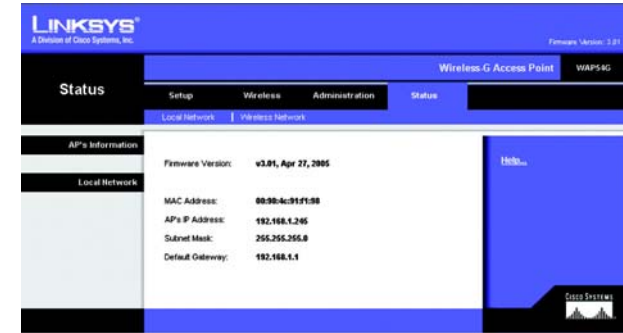 LINKSYS®
A Division of Cisco Systems, Inc.
Firmware Version: 3.01
Wireless-G Access Point WAP54G
Status
Setup Wireless Administration Status
Local Network | Wireless Network
AP's Information
Firmware Version: v3.01, Apr 27, 2005
Help...
Local Network
MAC Address: 00:90:4c:91:f1:98
AP's IP Address: 192.168.1.245
Subnet Mask: 255.255.255.0
Default Gateway: 192.168.1.1
CISCO SYSTEMS